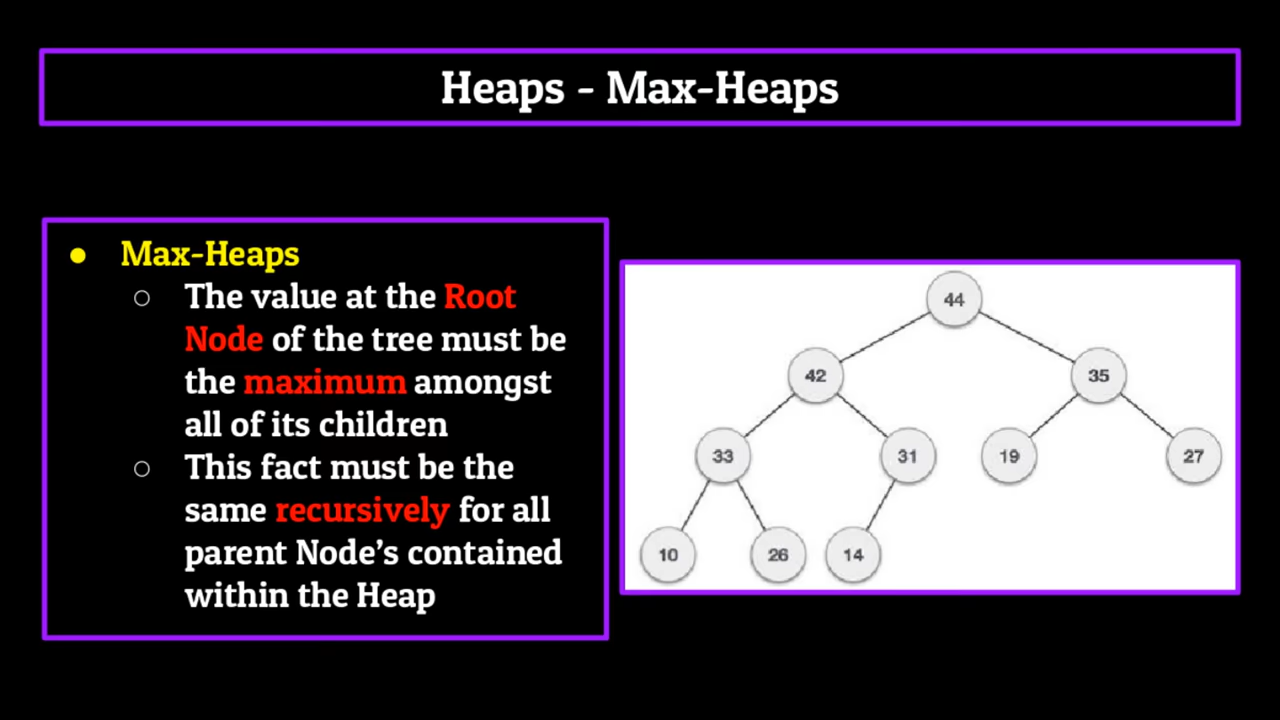 Heaps - Max-Heaps
● Max-Heaps
○ The value at the Root
Node of the tree must be
the maximum amongst
all of its children
○ This fact must be the
same recursively for all
parent Node's contained
within the Heap
44
42 35
33 31 19 27
10 26 14